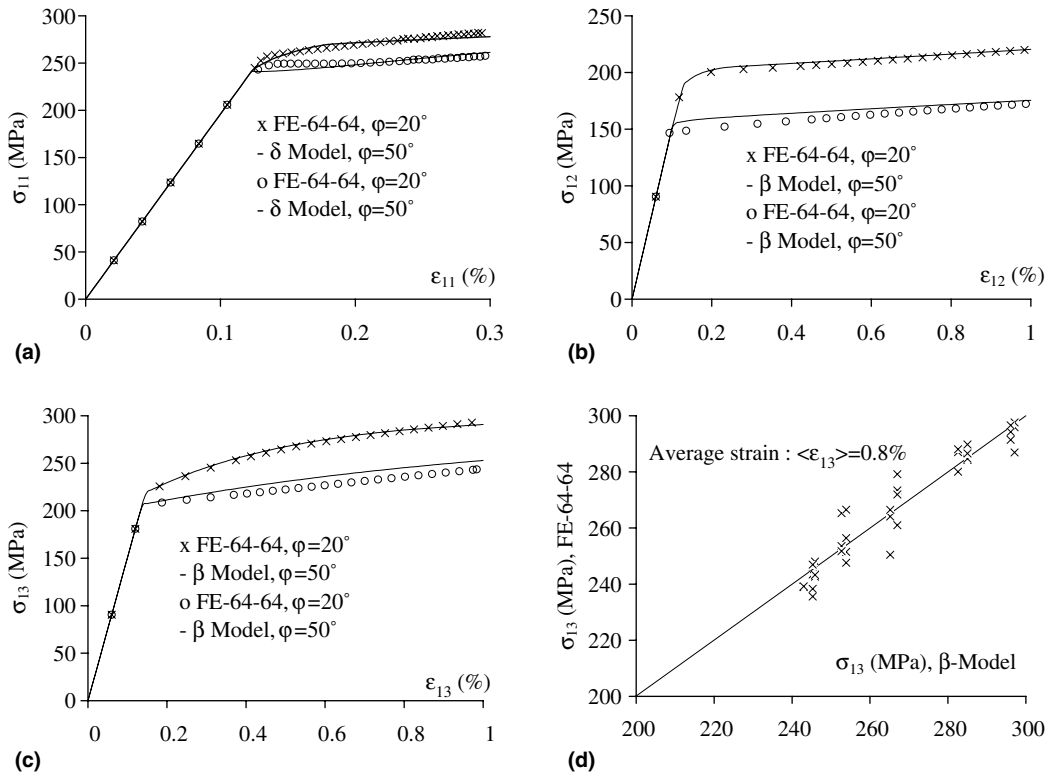 300
250
200
150
100
50
0
σ11 (MPa)
x FE-64-64, φ=20°
- δ Model, φ=50°
o FE-64-64, φ=20°
- δ Model, φ=50°
ε11 (%)
0 0.1 0.2 0.3
(a)
250
200
150
100
50
0
σ12 (MPa)
x FE-64-64, φ=20°
- β Model, φ=50°
o FE-64-64, φ=20°
- β Model, φ=50°
ε12 (%)
0 0.2 0.4 0.6 0.8 1
(b)
300
250
200
150
100
50
0
σ13 (MPa)
x FE-64-64, φ=20°
- β Model, φ=50°
o FE-64-64, φ=20°
- β Model, φ=50°
ε13 (%)
0 0.2 0.4 0.6 0.8 1
(c)
300
280
260
240
220
200
σ13 (MPa), FE-64-64
Average strain : <ε13>=0.8%
σ13 (MPa), β-Model
200 220 240 260 280 300
(d)